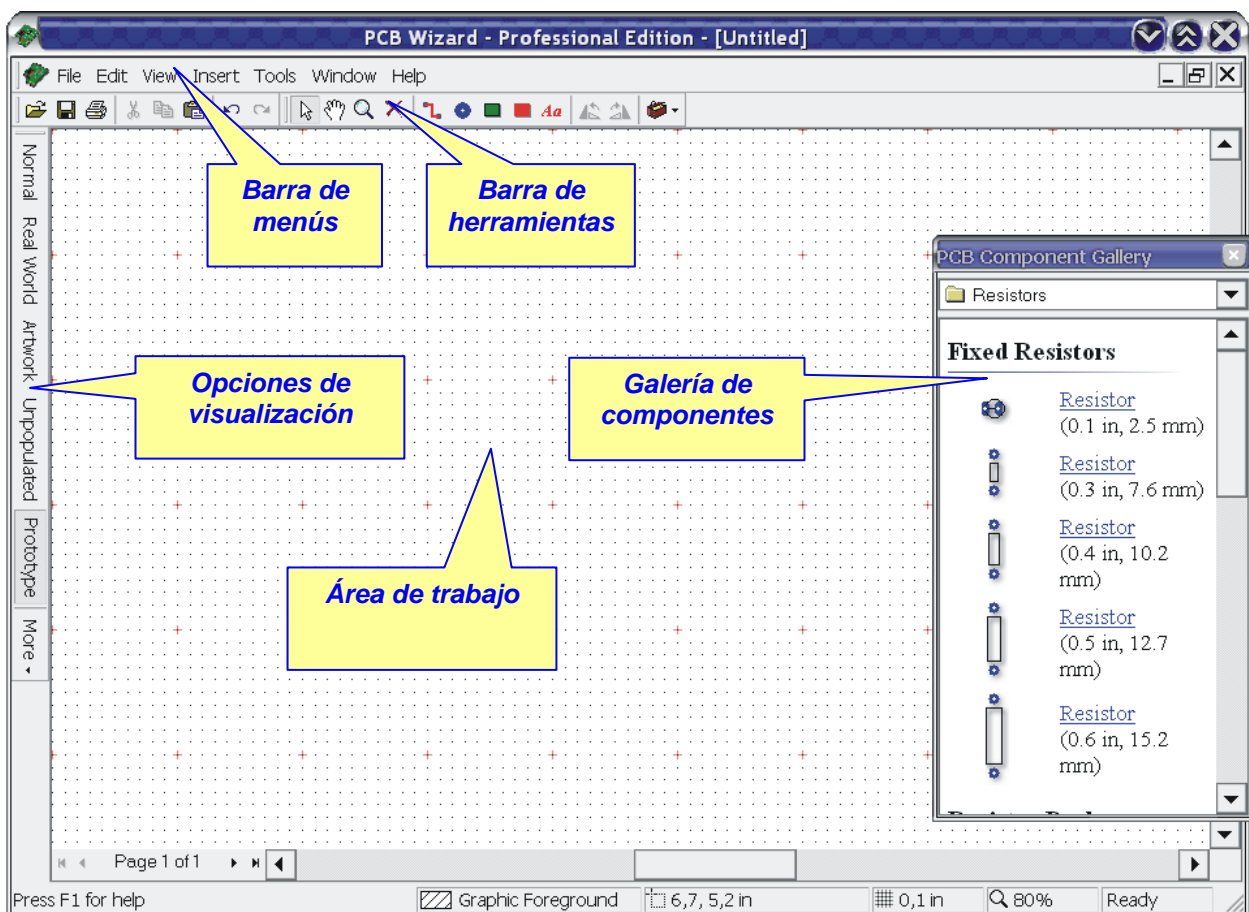 PCB Wizard - Professional Edition - [Untitled]
File Edit View Insert Tools Window Help
Aa
Barra de
menús
Barra de
herramientas
Normal
Real World
Artwork
Unpopulated
Prototype
More
Opciones de
visualización
Galería de
componentes
Área de trabajo
PCB Component Gallery
Resistors
Fixed Resistors
Resistor
(0.1 in, 2.5 mm)
Resistor
(0.3 in, 7.6 mm)
Resistor
(0.4 in, 10.2
mm)
Resistor
(0.5 in, 12.7
mm)
Resistor
(0.6 in, 15.2
mm)
Page 1 of 1
Press F1 for help Graphic Foreground 6,7, 5,2 in 0,1 in 80% Ready